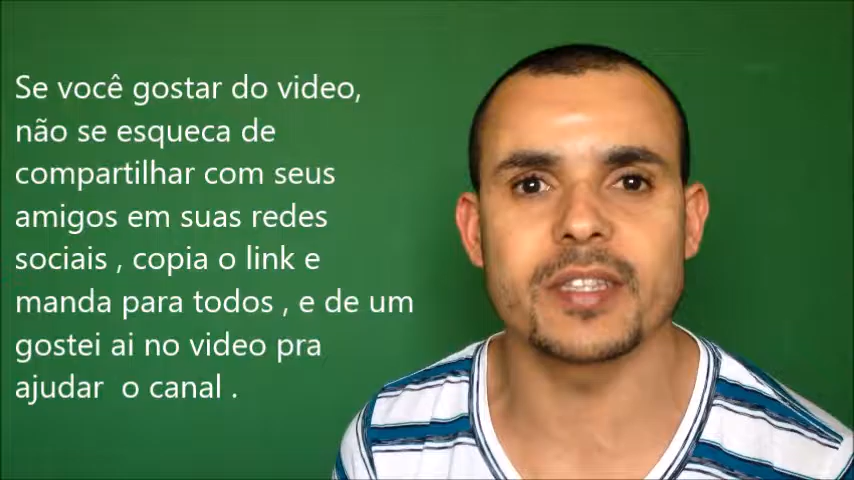 Se você gostar do video,
não se esqueca de
compartilhar com seus
amigos em suas redes
sociais , copia o link e
manda para todos , e de um
gostei ai no video pra
ajudar  o canal .